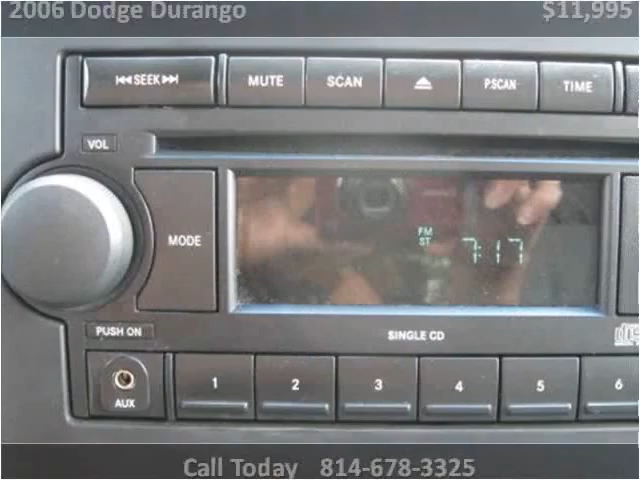 2006 Dodge Durango $11,995
SEEK MUTE SCAN P.SCAN TIME
VOL
MODE
FM
ST 7:17
PUSH ON
SINGLE CD
1 2 3 4 5 6
AUX
Call Today 814-678-3325